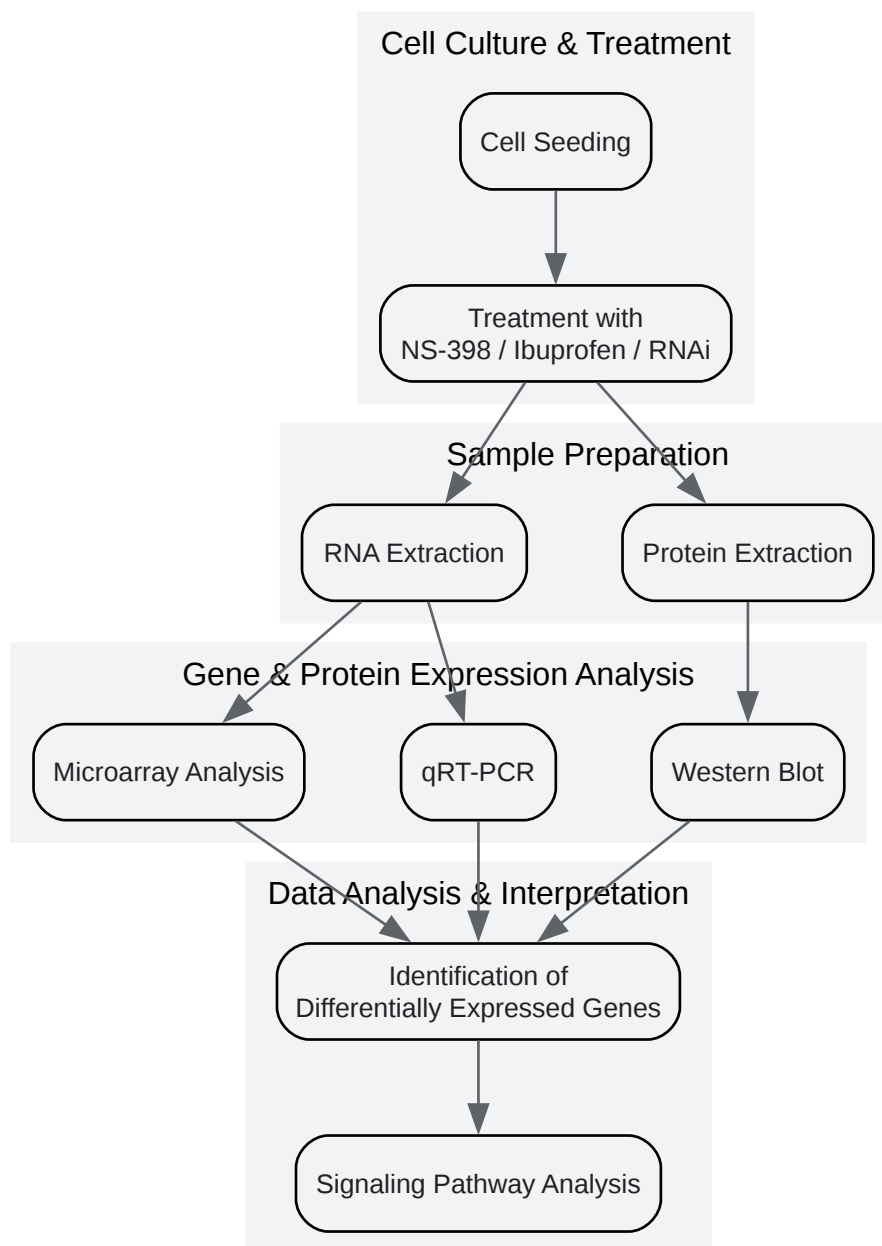 Cell Culture & Treatment
Cell Seeding
Treatment with
NS-398 / Ibuprofen / RNAi
Sample Preparation
RNA Extraction
Protein Extraction
Gene & Protein Expression Analysis
Microarray Analysis
qRT-PCR
Western Blot
Data Analysis & Interpretation
Identification of
Differentially Expressed Genes
Signaling Pathway Analysis